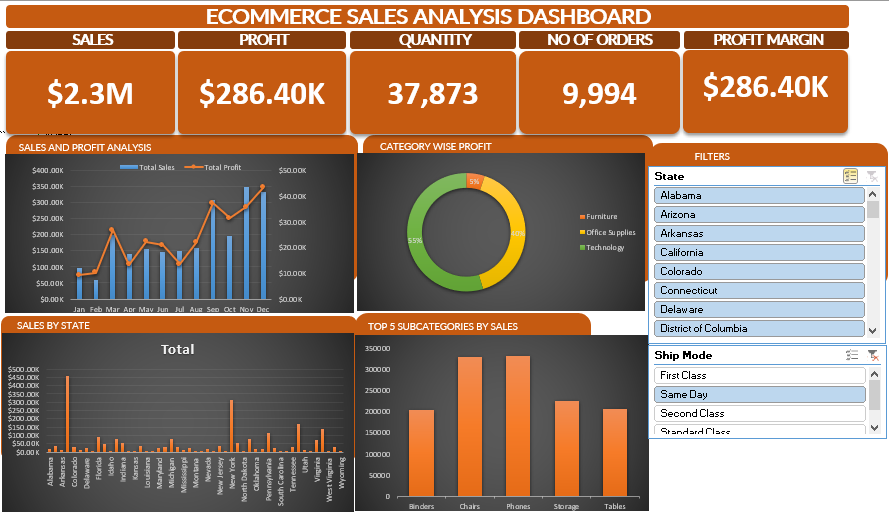 ECOMMERCE SALES ANALYSIS DASHBOARD
SALES
PROFIT
QUANTITY
NO OF ORDERS
PROFIT MARGIN
$2.3M
$286.40K
37,873
9,994
$286.40K
SALES AND PROFIT ANALYSIS
Total Sales
Total Profit
$400.00K
$350.00K
$300.00K
$250.00K
$200.00K
$150.00K
$100.00K
$50.00K
$0.00K
$50.00K
$40.00K
$30.00K
$20.00K
$10.00K
$0.00K
Jan Feb Mar Apr May Jun Jul Aug Sep Oct Nov Dec
CATEGORY WISE PROFIT
5%
40%
55%
Furniture
Office Supplies
Technology
FILTERS
State
Alabama
Arizona
Arkansas
California
Colorado
Connecticut
Delaware
District of Columbia
Ship Mode
First Class
Same Day
Second Class
Standard Class
SALES BY STATE
Total
$500.00K
$450.00K
$400.00K
$350.00K
$300.00K
$250.00K
$200.00K
$150.00K
$100.00K
$50.00K
$0.00K
Alabama
Arkansas
Colorado
Delaware
Florida
Idaho
Indiana
Kansas
Louisiana
Maryland
Michigan
Mississippi
Montana
Nevada
New Jersey
New York
North Dakota
Oklahoma
Pennsylvania
South Carolina
Tennessee
Utah
Virginia
West Virginia
Wyoming
TOP 5 SUBCATEGORIES BY SALES
350000
300000
250000
200000
150000
100000
50000
0
Binders
Chairs
Phones
Storage
Tables